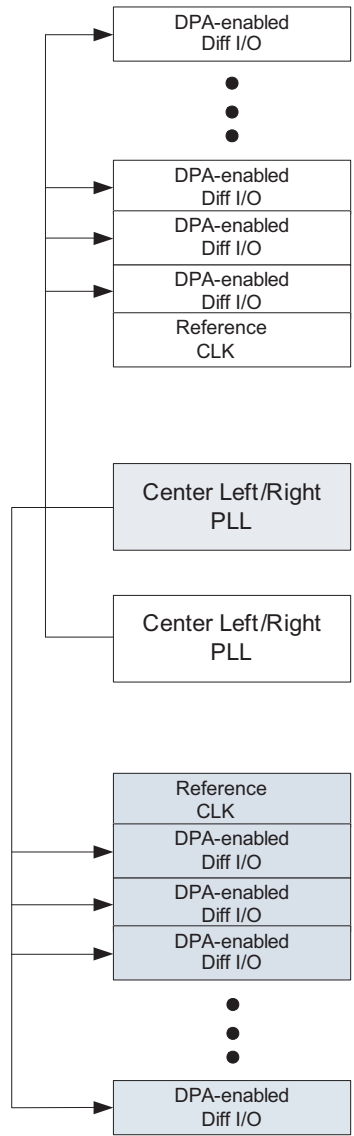 DPA-enabled
Diff I/O
DPA-enabled
Diff I/O
DPA-enabled
Diff I/O
DPA-enabled
Diff I/O
Reference
CLK
Center Left/Right
PLL
Center Left/Right
PLL
Reference
CLK
DPA-enabled
Diff I/O
DPA-enabled
Diff I/O
DPA-enabled
Diff I/O
DPA-enabled
Diff I/O